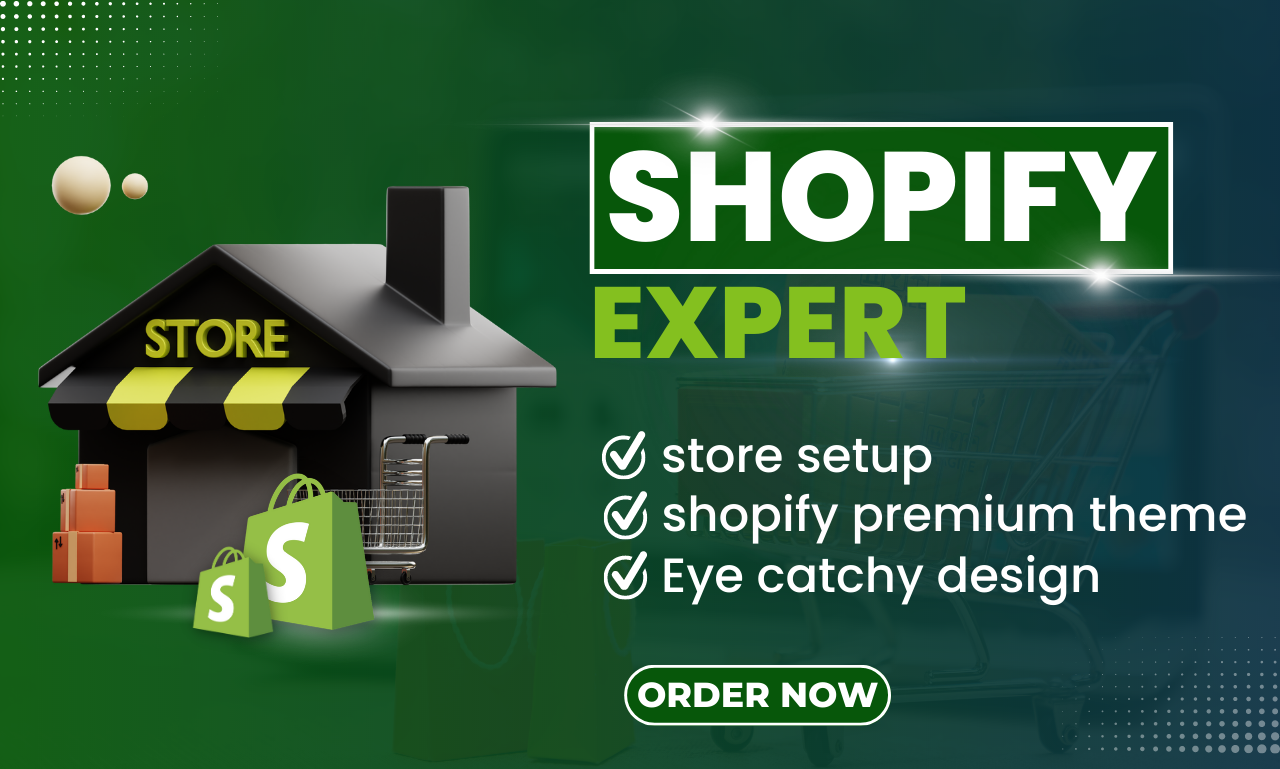 SHOPIFY
EXPERT
STORE
store setup
shopify premium theme
Eye catchy design
S
S
ORDER NOW